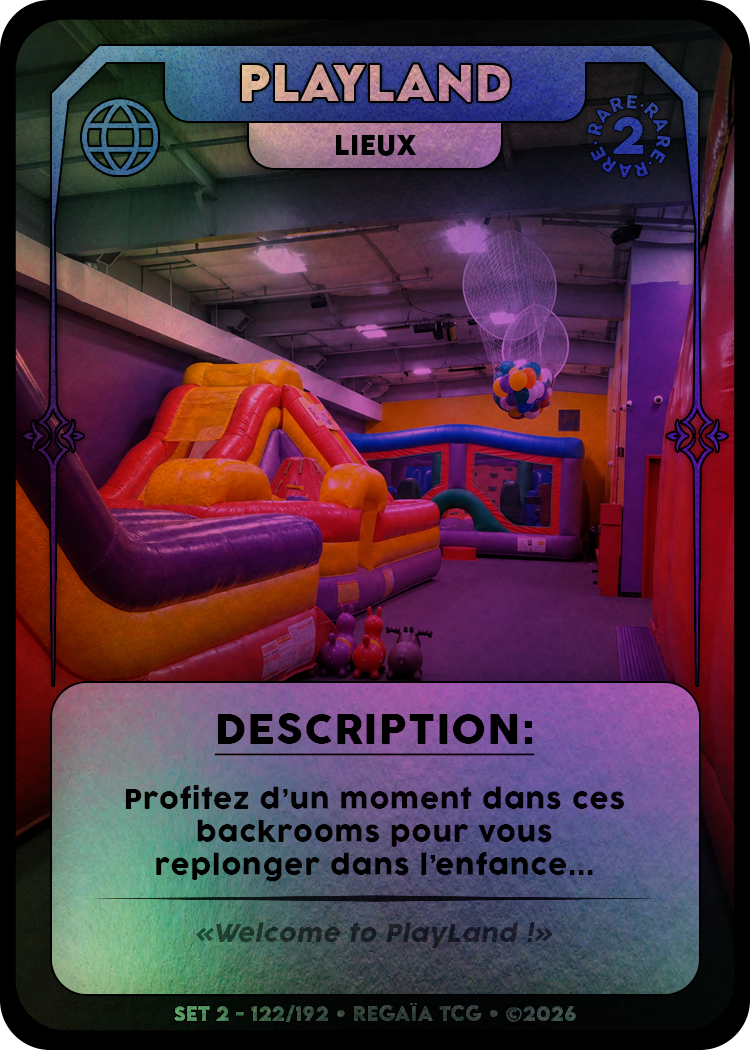 PLAYLAND
LIEUX
RARE·RARE·RARE·RARE
2
DESCRIPTION:
Profitez d'un moment dans ces
backrooms pour vous
replonger dans l'enfance...
«Welcome to PlayLand !»
SET 2 - 122/192 • REGAÏA TCG • ©2026